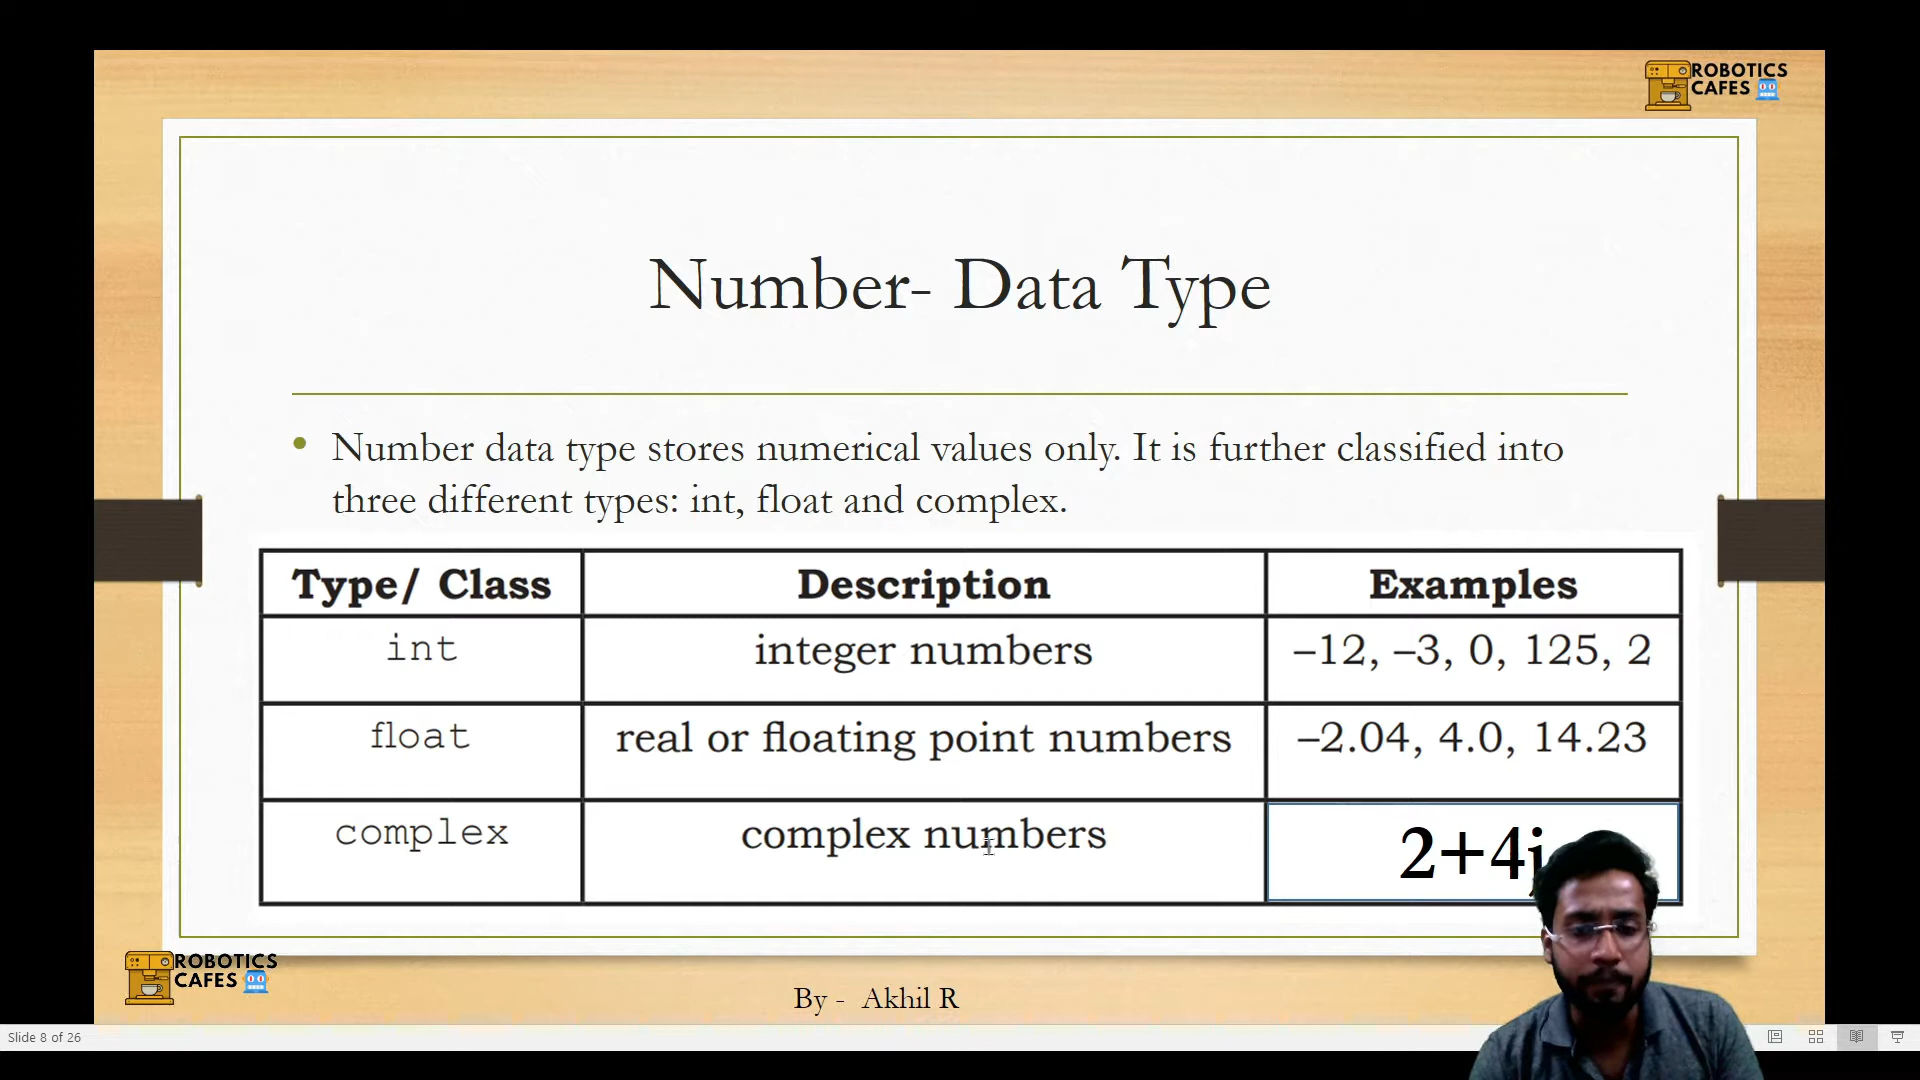 ROBOTICS
CAFES
Number- Data Type
• Number data type stores numerical values only. It is further classified into
three different types: int, float and complex.
Type/ Class Description Examples
int integer numbers –12, –3, 0, 125, 2
float real or floating point numbers –2.04, 4.0, 14.23
complex complex numbers 2+4j
ROBOTICS
CAFES
By - Akhil R
Slide 8 of 26